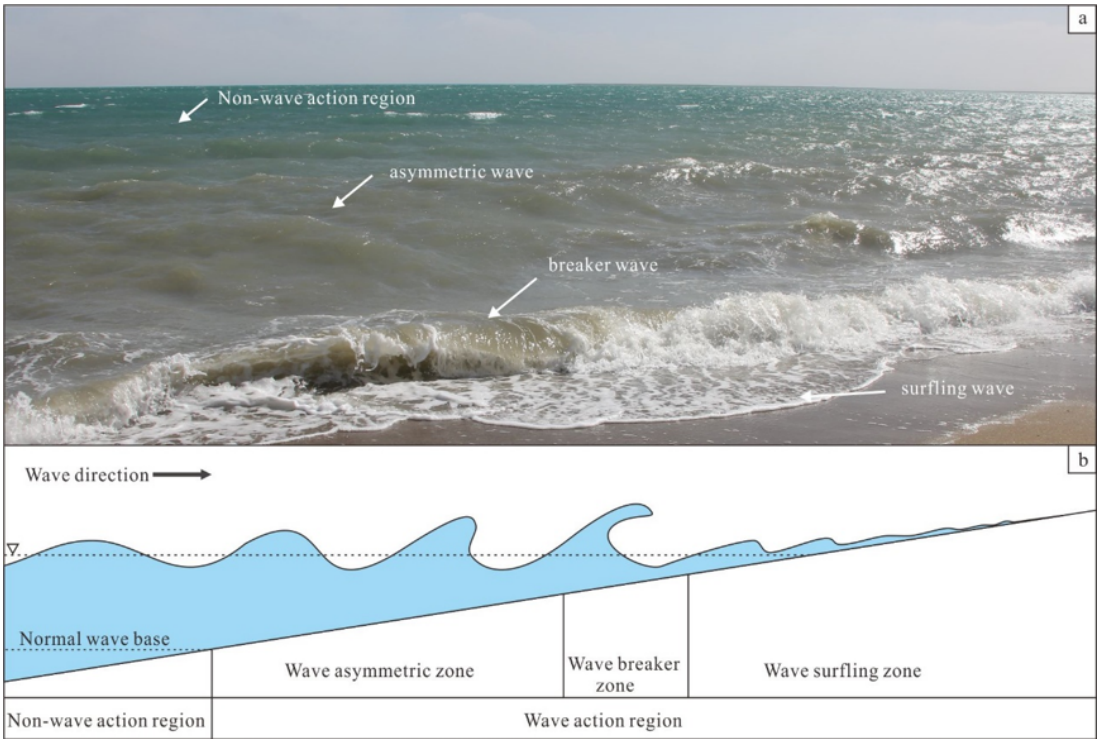 a
Non-wave action region
asymmetric wave
breaker wave
surfling wave
b
Wave direction
Normal wave base
Wave asymmetric zone
Wave breaker
zone
Wave surfling zone
Non-wave action region
Wave action region